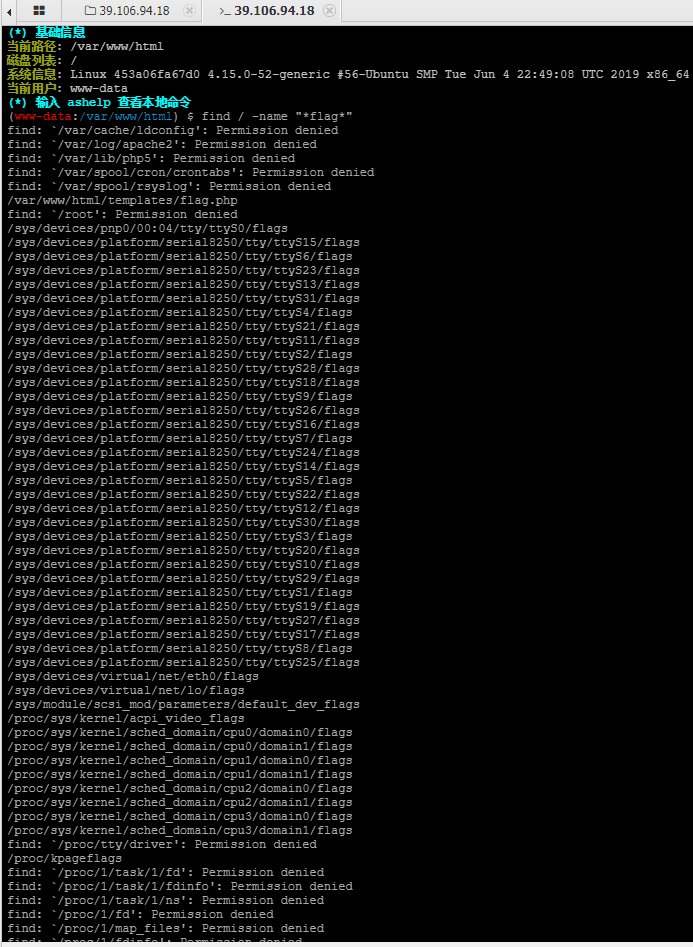 39.106.94.18
>_ 39.106.94.18
(*) 基础信息
当前路径: /var/www/html
磁盘列表: /
系统信息: Linux 453a06fa67d0 4.15.0-52-generic #56-Ubuntu SMP Tue Jun 4 22:49:08 UTC 2019 x86_64
当前用户: www-data
(*) 输入 ashelp 查看本地命令
(www-data:/var/www/html) $ find / -name "*flag*"
find: `/var/cache/ldconfig': Permission denied
find: `/var/log/apache2': Permission denied
find: `/var/lib/php5': Permission denied
find: `/var/spool/cron/crontabs': Permission denied
find: `/var/spool/rsyslog': Permission denied
/var/www/html/templates/flag.php
find: `/root': Permission denied
/sys/devices/pnp0/00:04/tty/ttyS0/flags
/sys/devices/platform/serial8250/tty/ttyS15/flags
/sys/devices/platform/serial8250/tty/ttyS6/flags
/sys/devices/platform/serial8250/tty/ttyS23/flags
/sys/devices/platform/serial8250/tty/ttyS13/flags
/sys/devices/platform/serial8250/tty/ttyS31/flags
/sys/devices/platform/serial8250/tty/ttyS4/flags
/sys/devices/platform/serial8250/tty/ttyS21/flags
/sys/devices/platform/serial8250/tty/ttyS11/flags
/sys/devices/platform/serial8250/tty/ttyS2/flags
/sys/devices/platform/serial8250/tty/ttyS28/flags
/sys/devices/platform/serial8250/tty/ttyS18/flags
/sys/devices/platform/serial8250/tty/ttyS9/flags
/sys/devices/platform/serial8250/tty/ttyS26/flags
/sys/devices/platform/serial8250/tty/ttyS16/flags
/sys/devices/platform/serial8250/tty/ttyS7/flags
/sys/devices/platform/serial8250/tty/ttyS24/flags
/sys/devices/platform/serial8250/tty/ttyS14/flags
/sys/devices/platform/serial8250/tty/ttyS5/flags
/sys/devices/platform/serial8250/tty/ttyS22/flags
/sys/devices/platform/serial8250/tty/ttyS12/flags
/sys/devices/platform/serial8250/tty/ttyS30/flags
/sys/devices/platform/serial8250/tty/ttyS3/flags
/sys/devices/platform/serial8250/tty/ttyS20/flags
/sys/devices/platform/serial8250/tty/ttyS10/flags
/sys/devices/platform/serial8250/tty/ttyS29/flags
/sys/devices/platform/serial8250/tty/ttyS1/flags
/sys/devices/platform/serial8250/tty/ttyS19/flags
/sys/devices/platform/serial8250/tty/ttyS27/flags
/sys/devices/platform/serial8250/tty/ttyS17/flags
/sys/devices/platform/serial8250/tty/ttyS8/flags
/sys/devices/platform/serial8250/tty/ttyS25/flags
/sys/devices/virtual/net/eth0/flags
/sys/devices/virtual/net/lo/flags
/sys/module/scsi_mod/parameters/default_dev_flags
/proc/sys/kernel/acpi_video_flags
/proc/sys/kernel/sched_domain/cpu0/domain0/flags
/proc/sys/kernel/sched_domain/cpu0/domain1/flags
/proc/sys/kernel/sched_domain/cpu1/domain0/flags
/proc/sys/kernel/sched_domain/cpu1/domain1/flags
/proc/sys/kernel/sched_domain/cpu2/domain0/flags
/proc/sys/kernel/sched_domain/cpu2/domain1/flags
/proc/sys/kernel/sched_domain/cpu3/domain0/flags
/proc/sys/kernel/sched_domain/cpu3/domain1/flags
find: `/proc/tty/driver': Permission denied
/proc/kpageflags
find: `/proc/1/task/1/fd': Permission denied
find: `/proc/1/task/1/fdinfo': Permission denied
find: `/proc/1/task/1/ns': Permission denied
find: `/proc/1/fd': Permission denied
find: `/proc/1/map_files': Permission denied
find: `/proc/1/fdinfo': Permission denied